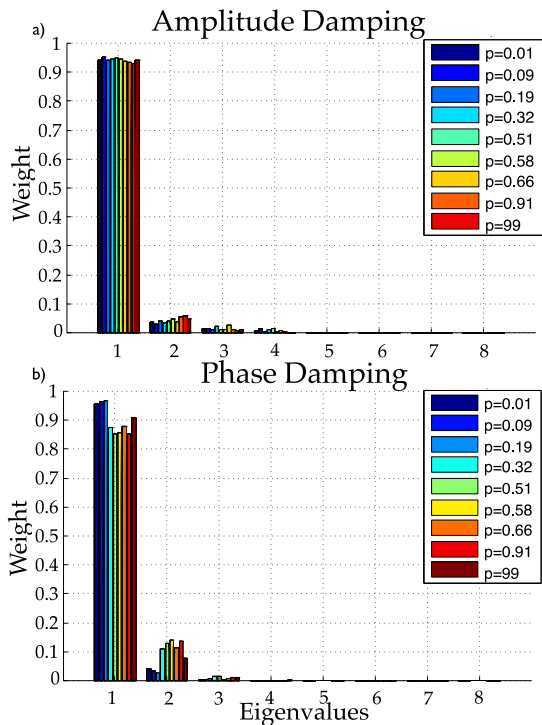 a)
Amplitude Damping
1
0.9
0.8
0.7
0.6
0.5
0.4
0.3
0.2
0.1
0
Weight
p=0.01
p=0.09
p=0.19
p=0.32
p=0.51
p=0.58
p=0.66
p=0.91
p=99
1 2 3 4 5 6 7 8
b)
Phase Damping
1
0.9
0.8
0.7
0.6
0.5
0.4
0.3
0.2
0.1
0
Weight
p=0.01
p=0.09
p=0.19
p=0.32
p=0.51
p=0.58
p=0.66
p=0.91
p=99
1 2 3 4 5 6 7 8
Eigenvalues